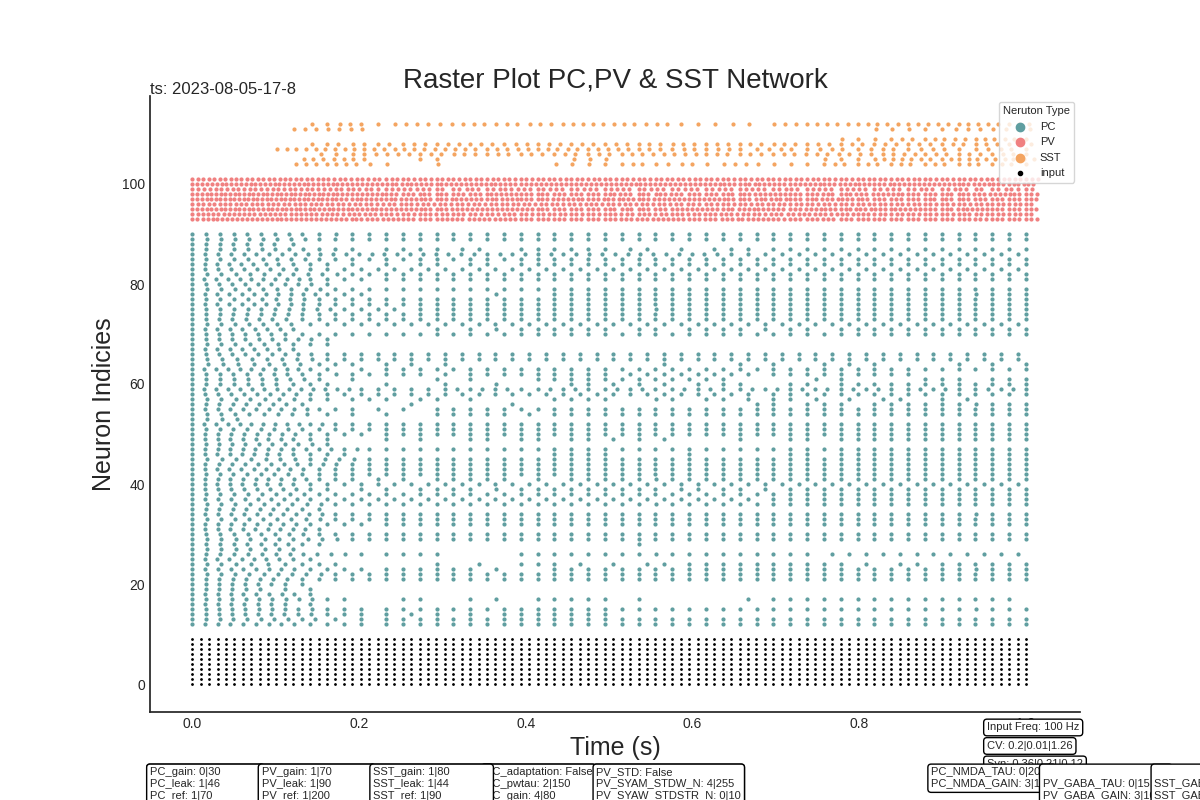 Raster Plot PC,PV & SST Network
ts: 2023-08-05-17-8
Neruton Type
PC
PV
SST
input
Neuron Indicies
100
80
60
40
20
0
0.0 0.2 0.4 0.6 0.8
Time (s)
Input Freq: 100 Hz
CV: 0.2|0.01|1.26
Syn: 0.36|0.21|0.12
PC_gain: 0|30
PC_leak: 1|46
PC_ref: 1|70
PV_gain: 1|70
PV_leak: 1|90
PV_ref: 1|200
SST_gain: 1|80
SST_leak: 1|44
SST_ref: 1|90
C_adaptation: False
C_pwtau: 2|150
C_gain: 4|80
PV_STD: False
PV_SYAM_STDW_N: 4|255
PV_SYAW_STDSTR_N: 0|10
PC_NMDA_TAU: 0|20
PC_NMDA_GAIN: 3|1
PV_GABA_TAU: 0|15
PV_GABA_GAIN: 3|1
SST_GA
SST_GA